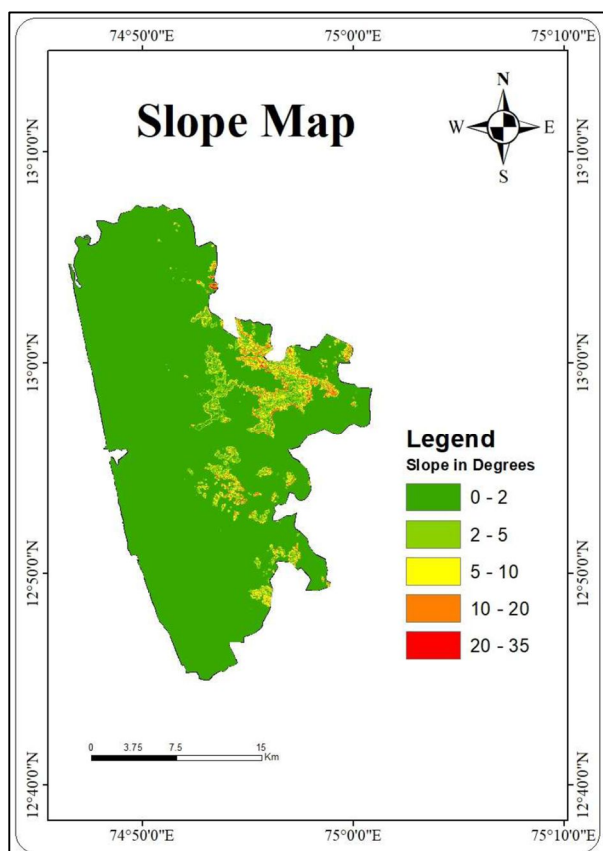 74°50'0"E 75°0'0"E 75°10'0"E
N
W E
S
Slope Map
13°10'0"N 13°10'0"N
13°0'0"N 13°0'0"N
Legend
Slope in Degrees
0 - 2
2 - 5
5 - 10
10 - 20
20 - 35
12°50'0"N 12°50'0"N
0 3.75 7.5 15
Km
12°40'0"N 12°40'0"N
74°50'0"E 75°0'0"E 75°10'0"E